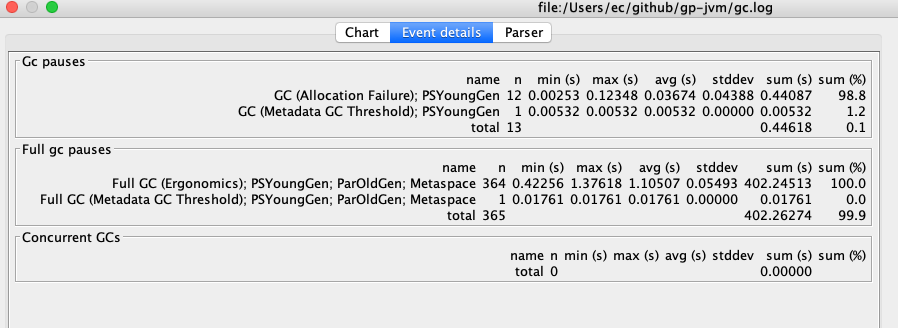 file:/Users/ec/github/gp-jvm/gc.log
Chart Event details Parser
Gc pauses
name n min (s) max (s) avg (s) stddev sum (s) sum (%)
GC (Allocation Failure); PSYoungGen 12 0.00253 0.12348 0.03674 0.04388 0.44087 98.8
GC (Metadata GC Threshold); PSYoungGen 1 0.00532 0.00532 0.00532 0.00000 0.00532 1.2
total 13 0.44618 0.1
Full gc pauses
name n min (s) max (s) avg (s) stddev sum (s) sum (%)
Full GC (Ergonomics); PSYoungGen; ParOldGen; Metaspace 364 0.42256 1.37618 1.10507 0.05493 402.24513 100.0
Full GC (Metadata GC Threshold); PSYoungGen; ParOldGen; Metaspace 1 0.01761 0.01761 0.01761 0.00000 0.01761 0.0
total 365 402.26274 99.9
Concurrent GCs
name n min (s) max (s) avg (s) stddev sum (s) sum (%)
total 0 0.00000